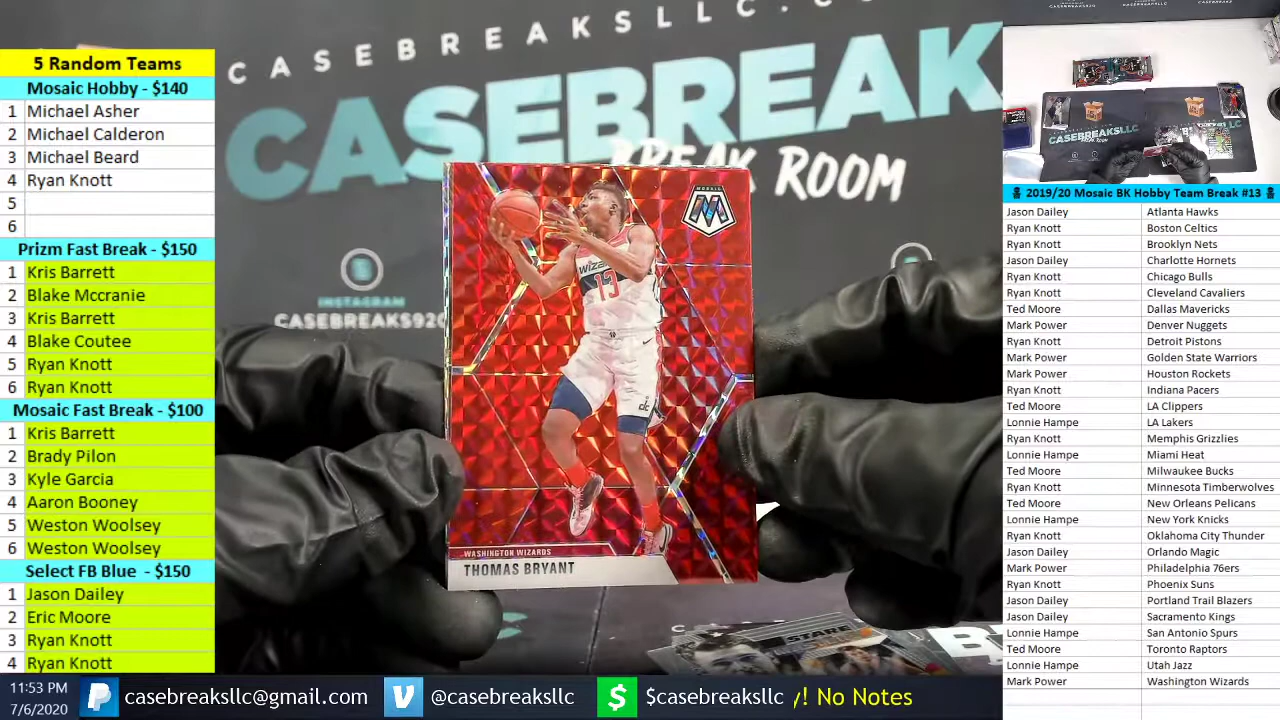 5 Random Teams
Mosaic Hobby - $140
1 Michael Asher
2 Michael Calderon
3 Michael Beard
4 Ryan Knott
5
6
Prizm Fast Break - $150
1 Kris Barrett
2 Blake Mccranie
3 Kris Barrett
4 Blake Coutee
5 Ryan Knott
6 Ryan Knott
Mosaic Fast Break - $100
1 Kris Barrett
2 Brady Pilon
3 Kyle Garcia
4 Aaron Booney
5 Weston Woolsey
6 Weston Woolsey
Select FB Blue - $150
1 Jason Dailey
2 Eric Moore
3 Ryan Knott
4 Ryan Knott
CASEBREAKSLLC.CO
CASEBREAK
BREAK ROOM
INSTAGRAM
CASEBREAKS920
MOSAIC
M
WIZ
13
WASHINGTON WIZARDS
THOMAS BRYANT
STARE
CASEBREAKSLLC
BREAK ROOM
2019/20 Mosaic BK Hobby Team Break #13
Jason Dailey Atlanta Hawks
Ryan Knott Boston Celtics
Ryan Knott Brooklyn Nets
Jason Dailey Charlotte Hornets
Ryan Knott Chicago Bulls
Ryan Knott Cleveland Cavaliers
Ted Moore Dallas Mavericks
Mark Power Denver Nuggets
Ryan Knott Detroit Pistons
Mark Power Golden State Warriors
Mark Power Houston Rockets
Ryan Knott Indiana Pacers
Ted Moore LA Clippers
Lonnie Hampe LA Lakers
Ryan Knott Memphis Grizzlies
Lonnie Hampe Miami Heat
Ted Moore Milwaukee Bucks
Ryan Knott Minnesota Timberwolves
Ted Moore New Orleans Pelicans
Lonnie Hampe New York Knicks
Ryan Knott Oklahoma City Thunder
Jason Dailey Orlando Magic
Mark Power Philadelphia 76ers
Ryan Knott Phoenix Suns
Jason Dailey Portland Trail Blazers
Jason Dailey Sacramento Kings
Lonnie Hampe San Antonio Spurs
Ted Moore Toronto Raptors
Lonnie Hampe Utah Jazz
Mark Power Washington Wizards
11:53 PM
7/6/2020
casebreaksllc@gmail.com
@casebreaksllc
$casebreaksllc
y! No Notes